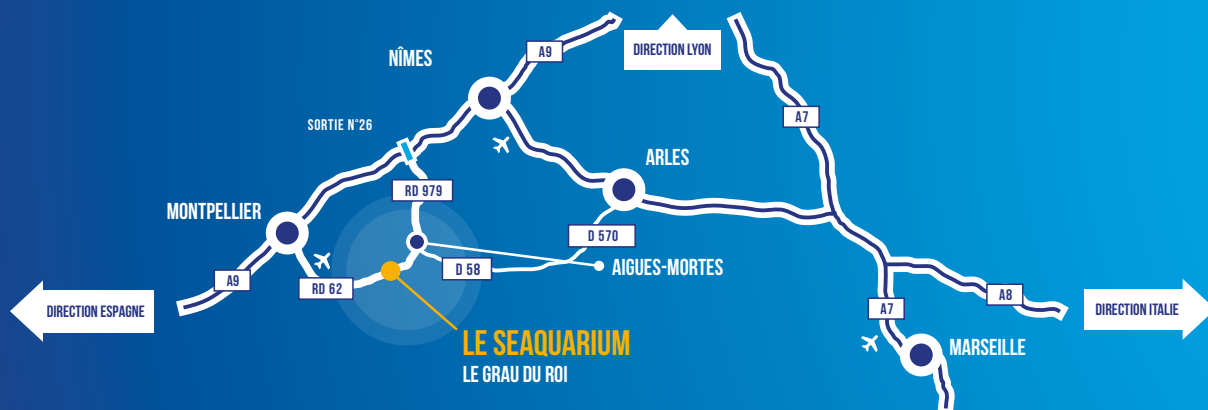 DIRECTION LYON
A9
NÎMES
A7
SORTIE N°26
ARLES
RD 979
MONTPELLIER
D 570
A9
RD 62
D 58
AIGUES-MORTES
DIRECTION ESPAGNE
A7
A8
DIRECTION ITALIE
LE SEAQUARIUM
LE GRAU DU ROI
MARSEILLE